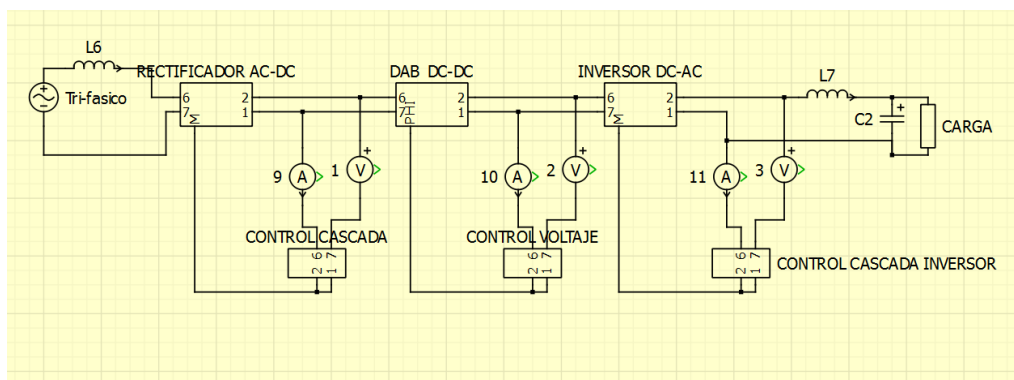 L6
RECTIFICADOR AC-DC
DAB DC-DC
INVERSOR DC-AC
L7
Tri-fasico
6 2
7 1
M
6 2
7 1
PHI
6 2
7 1
M
C2
CARGA
9 A
1 V
10 A
2 V
11 A
3 V
CONTROL CASCADA
CONTROL VOLTAJE
6 7
2 1
6 7
2 1
6 7
2 1
CONTROL CASCADA INVERSOR